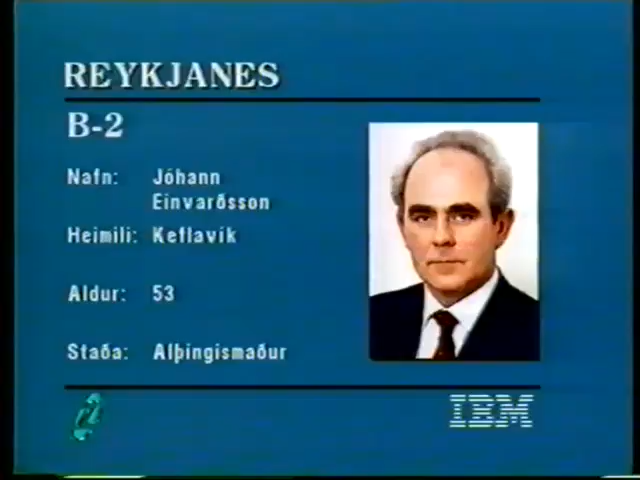 REYKJANES
B-2
Nafn: Jóhann
Einvarðsson
Heimili: Keflavík
Aldur: 53
Staða: Alþingismaður
IBM